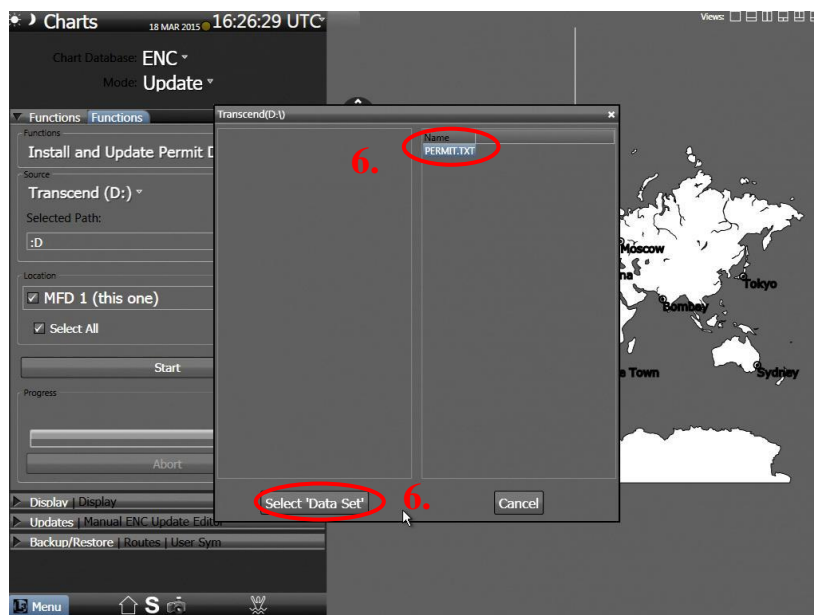 Charts 18 MAR 2015 16:26:29 UTC
Views:
Chart Database: ENC
Mode: Update
Functions Functions
Functions
Install and Update Permit D
Source
Transcend (D:)
Selected Path:
:D
Location
MFD 1 (this one)
Select All
Start
Progress
Abort
Display | Display
Updates | Manual ENC Update Editor
Backup/Restore | Routes | User Sym
Menu S
Transcend(D:\)
×
Name
6.
PERMIT.TXT
Select 'Data Set' 6. Cancel
Moscow
Tokyo
Bombay
e Town
Sydney